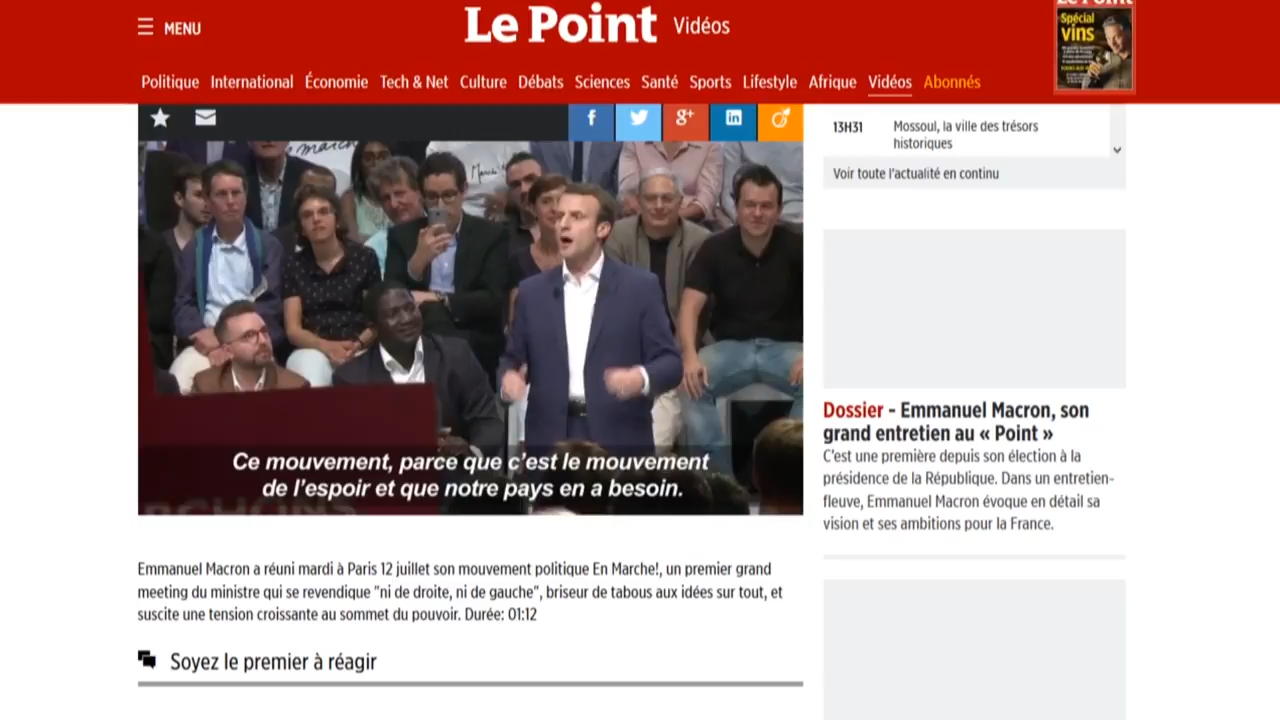 MENU
Le Point Vidéos
Le Point
Spécial
vins
Politique International Économie Tech & Net Culture Débats Sciences Santé Sports Lifestyle Afrique Vidéos Abonnés
f g+ in
13H31 Mossoul, la ville des trésors
historiques
Voir toute l'actualité en continu
marche
Marche
Ce mouvement, parce que c'est le mouvement
de l'espoir et que notre pays en a besoin.
Dossier - Emmanuel Macron, son
grand entretien au « Point »
C'est une première depuis son élection à la
présidence de la République. Dans un entretien-
fleuve, Emmanuel Macron évoque en détail sa
vision et ses ambitions pour la France.
Emmanuel Macron a réuni mardi à Paris 12 juillet son mouvement politique En Marche!, un premier grand
meeting du ministre qui se revendique "ni de droite, ni de gauche", briseur de tabous aux idées sur tout, et
suscite une tension croissante au sommet du pouvoir. Durée: 01:12
Soyez le premier à réagir